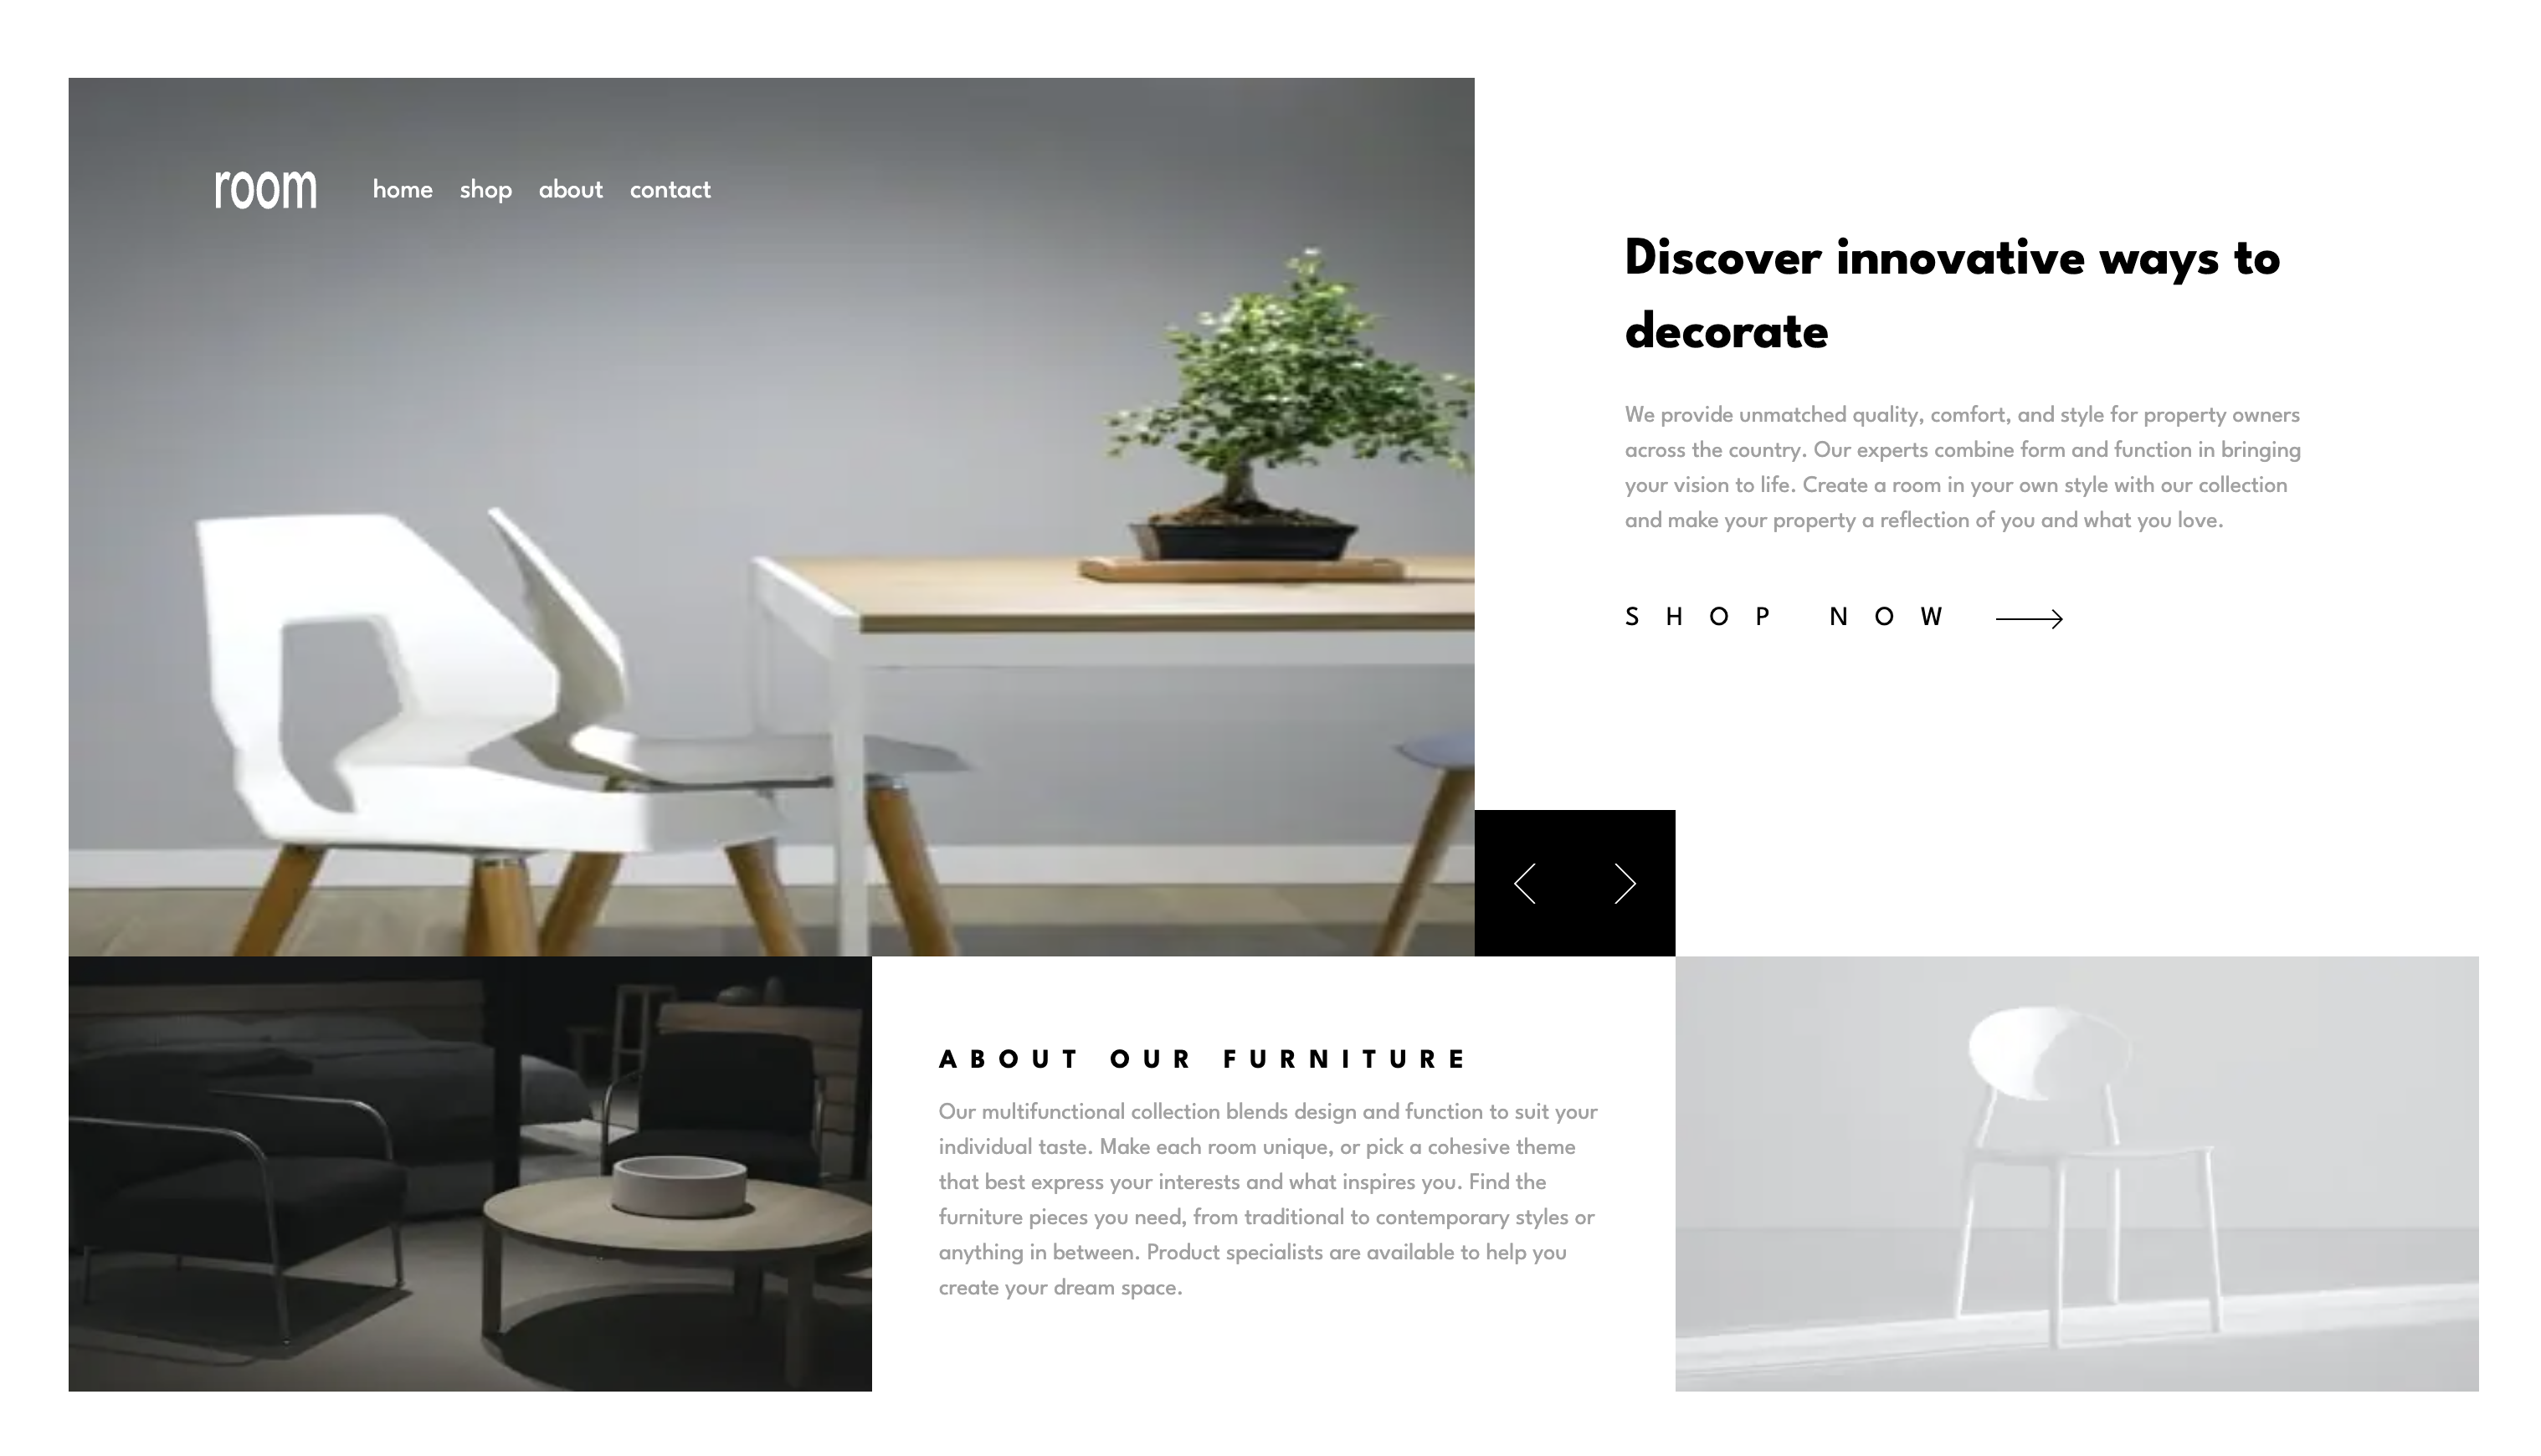 room
home shop about contact
Discover innovative ways to
decorate
We provide unmatched quality, comfort, and style for property owners
across the country. Our experts combine form and function in bringing
your vision to life. Create a room in your own style with our collection
and make your property a reflection of you and what you love.
SHOP NOW
ABOUT OUR FURNITURE
Our multifunctional collection blends design and function to suit your
individual taste. Make each room unique, or pick a cohesive theme
that best express your interests and what inspires you. Find the
furniture pieces you need, from traditional to contemporary styles or
anything in between. Product specialists are available to help you
create your dream space.